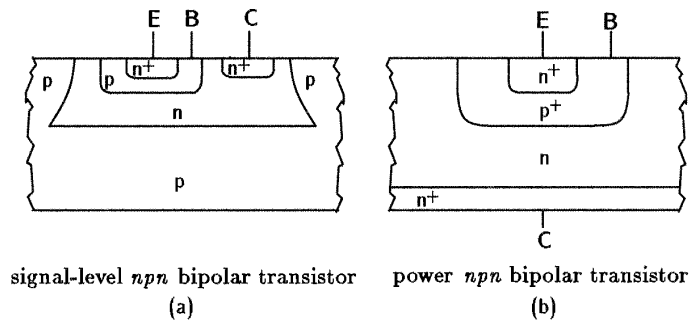 E B C
E B
p p n+ n+ p
n
p
n+
p+
n
n+
C
signal-level npn bipolar transistor
(a)
power npn bipolar transistor
(b)